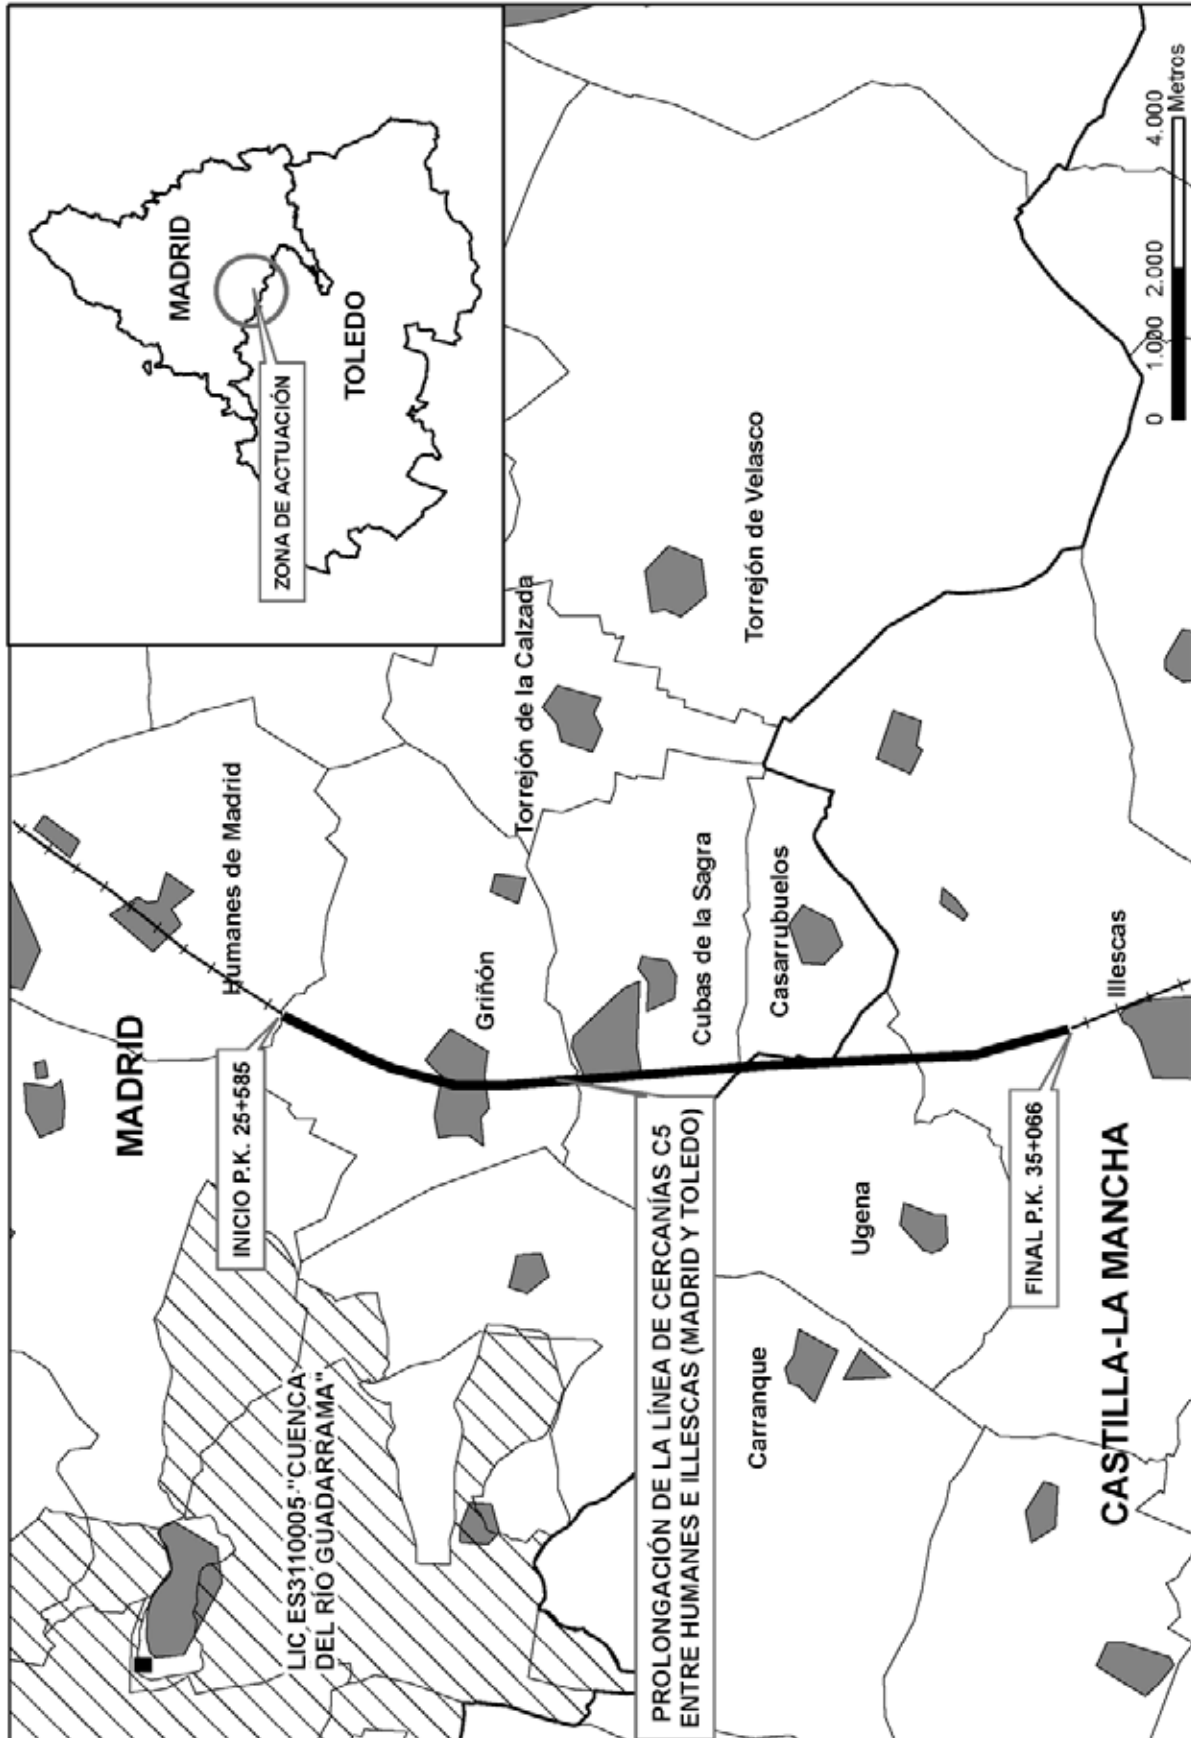 MADRID
TOLEDO
ZONA DE ACTUACIÓN
MADRID
Humanes de Madrid
INICIO P.K. 25+585
LIC ES3110005 "CUENCA
DEL RÍO GUADARRAMA"
Griñón
Torrejón de la Calzada
Torrejón de Velasco
Cubas de la Sagra
Casarrubuelos
PROLONGACIÓN DE LA LÍNEA DE CERCANÍAS C5
ENTRE HUMANES E ILLESCAS (MADRID Y TOLEDO)
Carranque
Ugena
FINAL P.K. 35+066
Illescas
CASTILLA-LA MANCHA
0 1.000 2.000 4.000
Metros